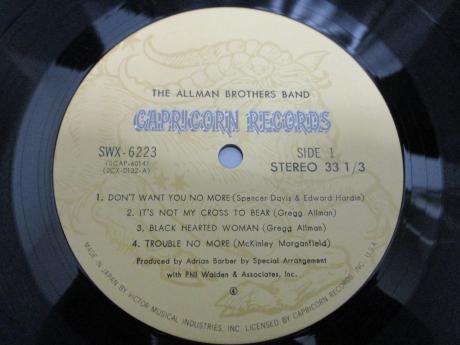 THE ALLMAN BROTHERS BAND
CAPRICORN RECORDS
SWX-6223
SIDE 1
(SCAP-6014)
(2CX-0122-A)
STEREO 33 1/3
1. DON'T WANT YOU NO MORE (Spencer Davis & Edward Hardin)
2. IT'S NOT MY CROSS TO BEAR (Gregg Allman)
3. BLACK HEARTED WOMAN (Gregg Allman)
4. TROUBLE NO MORE (McKinley Morganfield)
Produced by Adrian Barber by Special Arrangement
with Phil Walden & Associates, Inc.
MADE IN JAPAN BY VICTOR MUSICAL INDUSTRIES, INC. LICENSED BY CAPRICORN RECORDS INC. U.S.A.